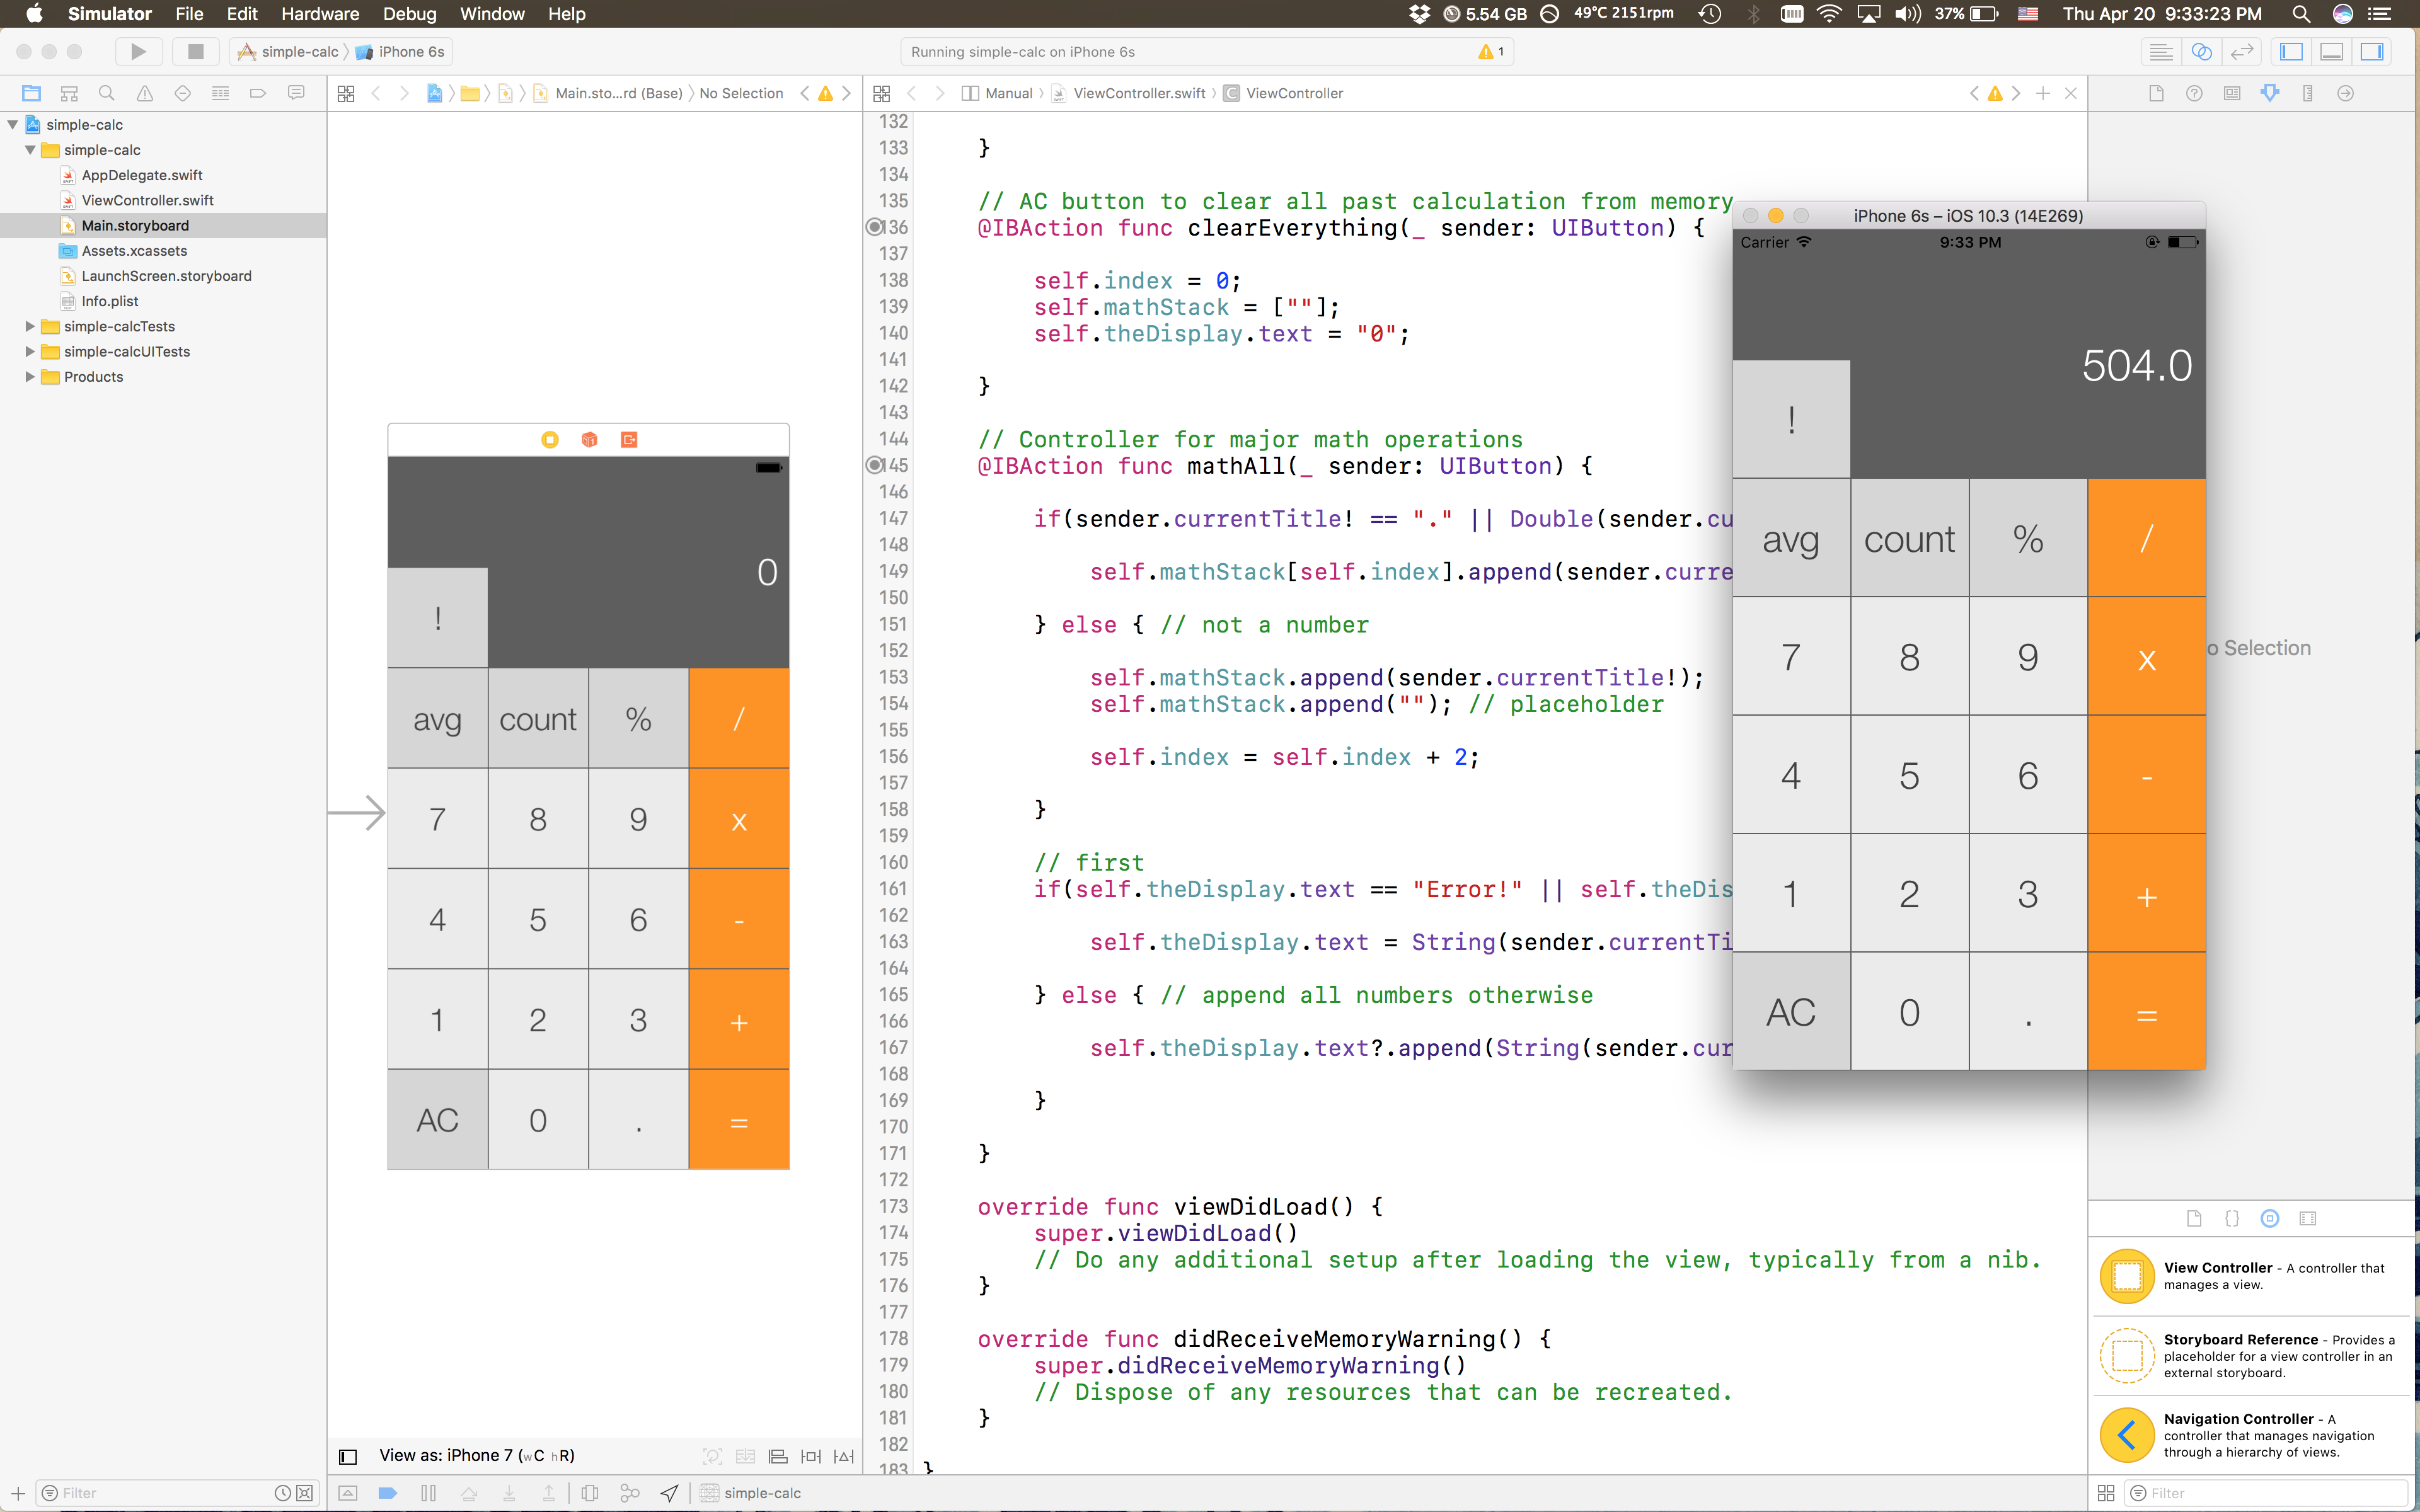 Simulator File Edit Hardware Debug Window Help
5.54 GB 49°C 2151rpm 37% Thu Apr 20 9:33:23 PM
simple-calc iPhone 6s
Running simple-calc on iPhone 6s 1
Main.sto...rd (Base) No Selection
Manual ViewController.swift C ViewController
simple-calc
simple-calc
AppDelegate.swift
ViewController.swift
Main.storyboard
Assets.xcassets
LaunchScreen.storyboard
Info.plist
simple-calcTests
simple-calcUITests
Products
0
!
avg count % /
7 8 9 x
4 5 6 -
1 2 3 +
AC 0 . =
View as: iPhone 7 (wC hR)
132
133 }
134
135 // AC button to clear all past calculation from memory
136 @IBAction func clearEverything(_ sender: UIButton) {
137
138 self.index = 0;
139 self.mathStack = [""];
140 self.theDisplay.text = "0";
141
142 }
143
144 // Controller for major math operations
145 @IBAction func mathAll(_ sender: UIButton) {
146
147 if(sender.currentTitle! == "." || Double(sender.cu
148
149 self.mathStack[self.index].append(sender.curre
150
151 } else { // not a number
152
153 self.mathStack.append(sender.currentTitle!);
154 self.mathStack.append(""); // placeholder
155
156 self.index = self.index + 2;
157
158 }
159
160 // first
161 if(self.theDisplay.text == "Error!" || self.theDis
162
163 self.theDisplay.text = String(sender.currentTi
164
165 } else { // append all numbers otherwise
166
167 self.theDisplay.text?.append(String(sender.cur
168
169 }
170
171 }
172
173 override func viewDidLoad() {
174 super.viewDidLoad()
175 // Do any additional setup after loading the view, typically from a nib.
176 }
177
178 override func didReceiveMemoryWarning() {
179 super.didReceiveMemoryWarning()
180 // Dispose of any resources that can be recreated.
181 }
182
183 }
iPhone 6s – iOS 10.3 (14E269)
Carrier 9:33 PM
504.0
!
avg count % /
7 8 9 x
4 5 6 -
1 2 3 +
AC 0 . =
o Selection
View Controller - A controller that
manages a view.
Storyboard Reference - Provides a
placeholder for a view controller in an
external storyboard.
Navigation Controller - A
controller that manages navigation
through a hierarchy of views.
Filter
simple-calc
Filter